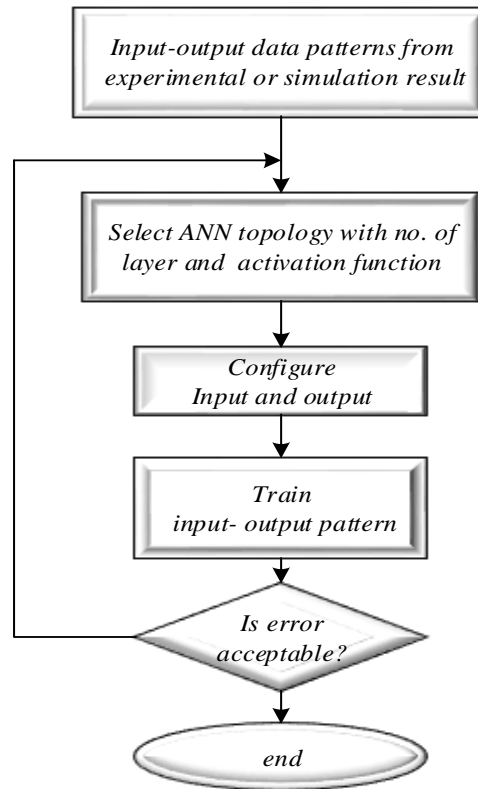 Input-output data patterns from
experimental or simulation result
Select ANN topology with no. of
layer and activation function
Configure
Input and output
Train
input- output pattern
Is error
acceptable?
end